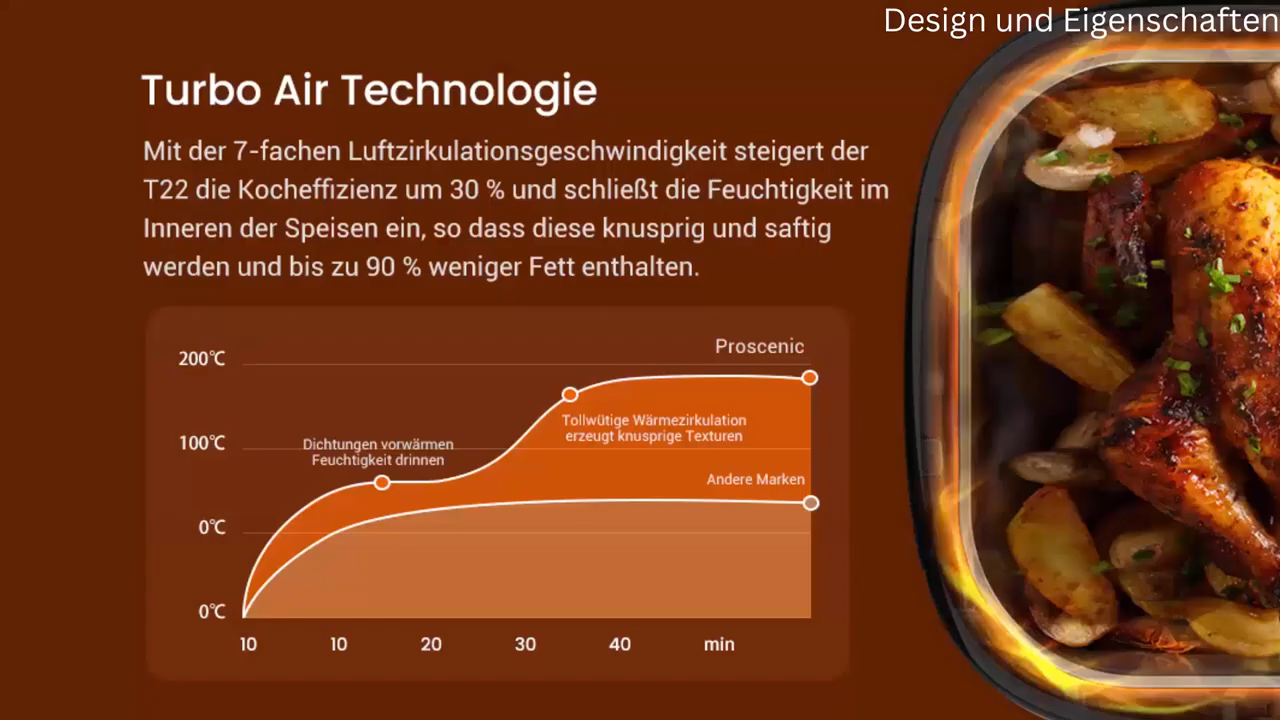 Design und Eigenschaften
Turbo Air Technologie
Mit der 7-fachen Luftzirkulationsgeschwindigkeit steigert der
T22 die Kocheffizienz um 30 % und schließt die Feuchtigkeit im
Inneren der Speisen ein, so dass diese knusprig und saftig
werden und bis zu 90 % weniger Fett enthalten.
200℃
Proscenic
Tollwütige Wärmezirkulation
erzeugt knusprige Texturen
100℃
Dichtungen vorwärmen
Feuchtigkeit drinnen
Andere Marken
0℃
0℃
10 10 20 30 40 min